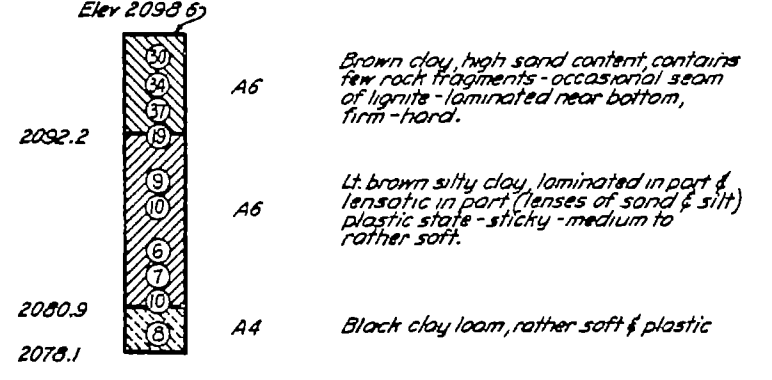 Elev 2098.6
30
34
37
2092.2
19
A6
Brown clay, high sand content, contains
few rock fragments - occasional seam
of lignite - laminated near bottom,
firm - hard.
9
10
6
7
A6
Lt. brown silty clay, laminated in part &
lensatic in part (lenses of sand & silt)
plastic state - sticky - medium to
rather soft.
2080.9
10
8
A4
Black clay loam, rather soft & plastic
2078.1